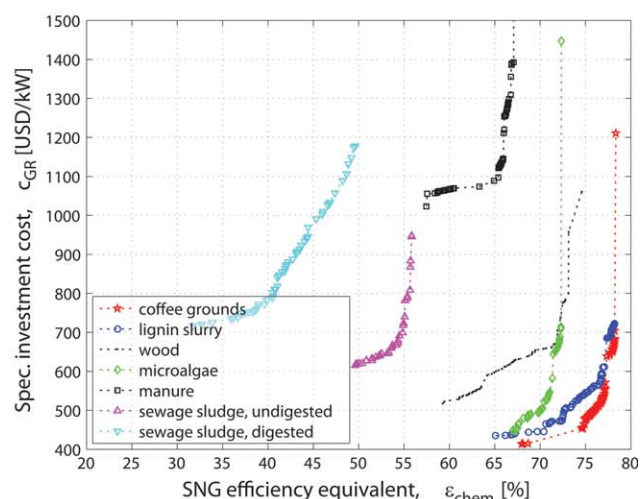 1500
1400
1300
1200
1100
1000
900
800
700
600
500
400
Spec. investment cost, c_GR [USD/kW]
coffee grounds
lignin slurry
wood
microalgae
manure
sewage sludge, undigested
sewage sludge, digested
20 25 30 35 40 45 50 55 60 65 70 75 80
SNG efficiency equivalent, ε_chem [%]